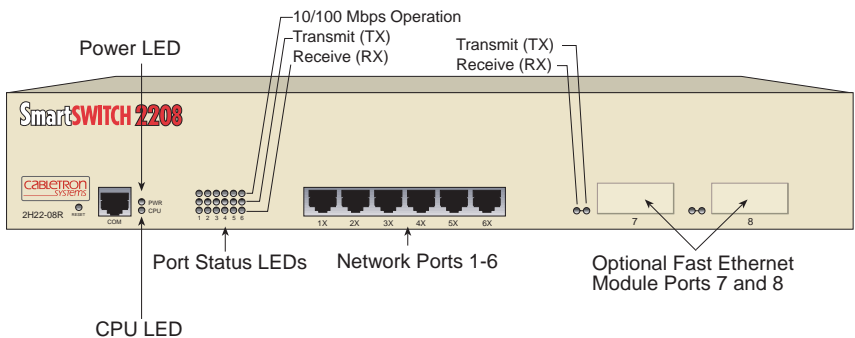 10/100 Mbps Operation
Transmit (TX)
Receive (RX)
Power LED
Transmit (TX)
Receive (RX)
SmartSWITCH 2208
CABLETRON
SYSTEMS
2H22-08R
RESET
COM
PWR
CPU
1 2 3 4 5 6
1X 2X 3X 4X 5X 6X
7
8
Port Status LEDs
Network Ports 1-6
Optional Fast Ethernet
Module Ports 7 and 8
CPU LED